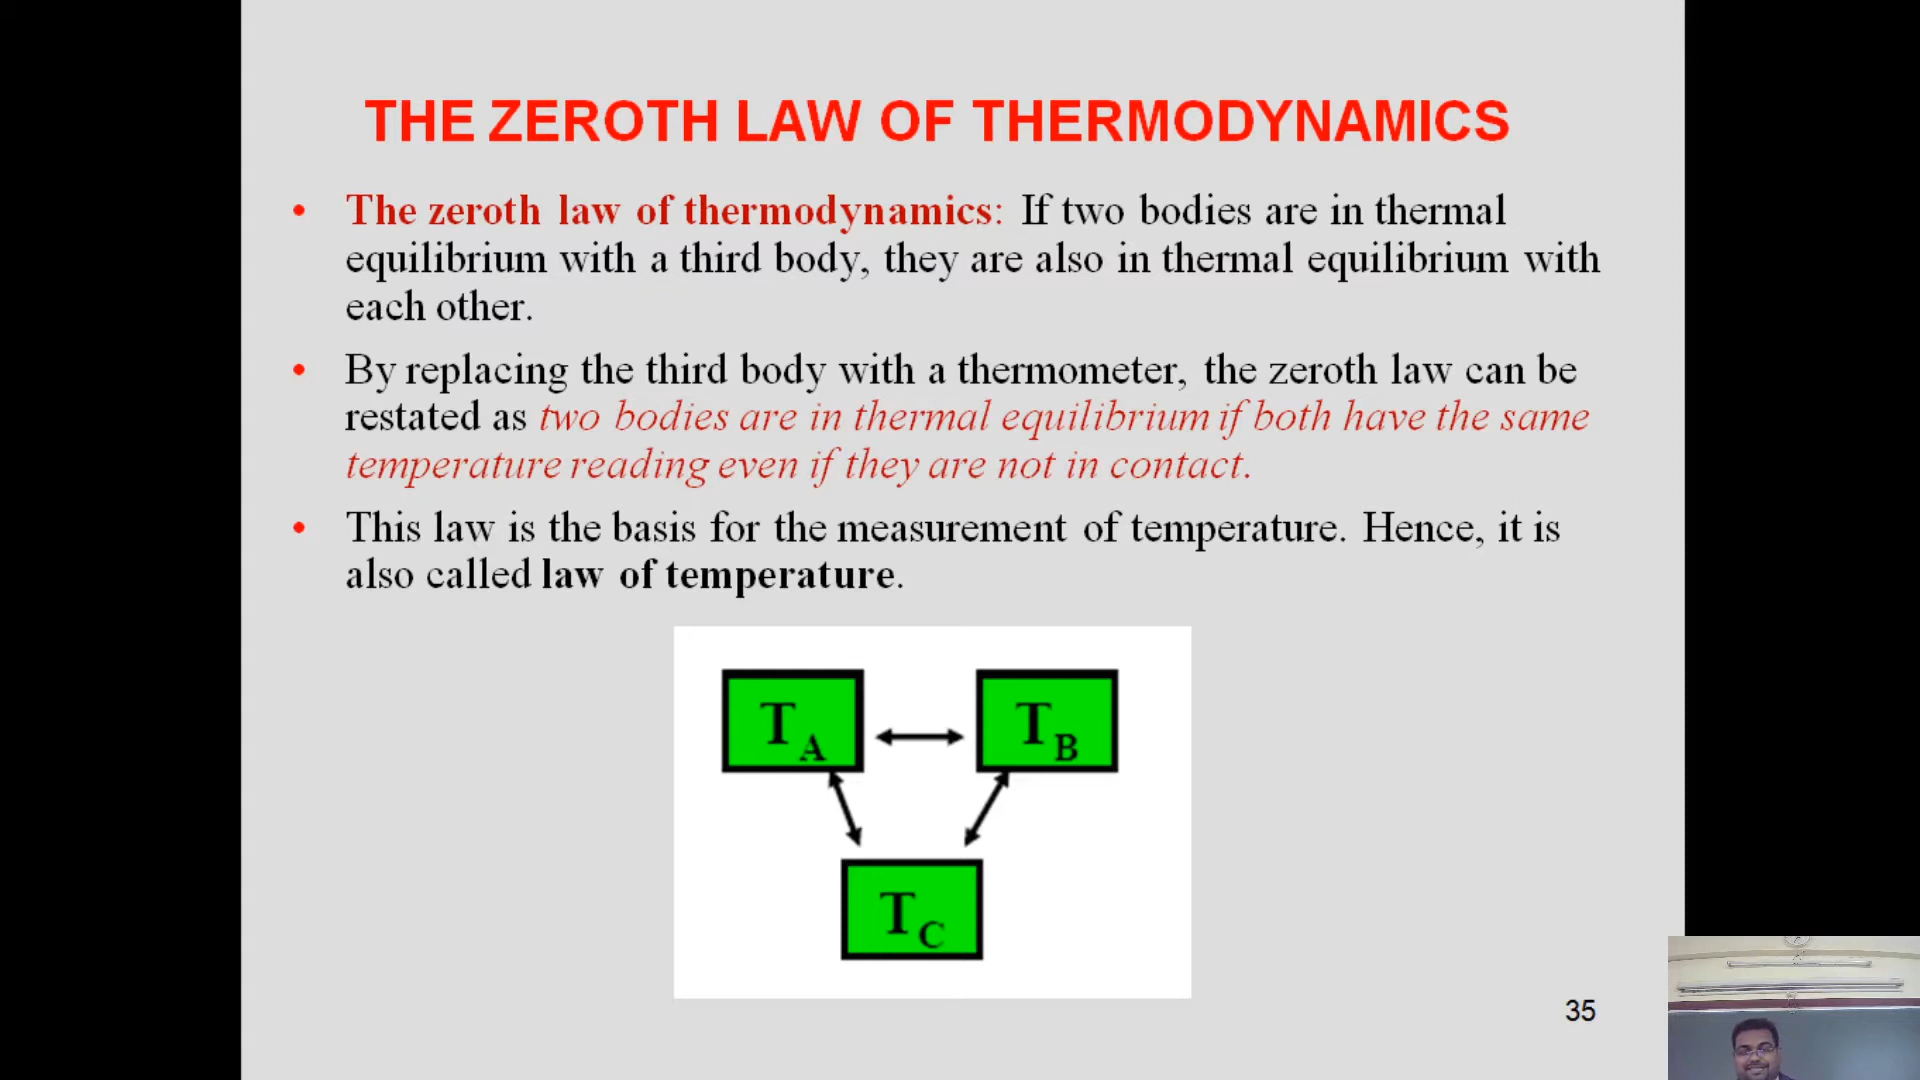 THE ZEROTH LAW OF THERMODYNAMICS
• The zeroth law of thermodynamics: If two bodies are in thermal
equilibrium with a third body, they are also in thermal equilibrium with
each other.
• By replacing the third body with a thermometer, the zeroth law can be
restated as two bodies are in thermal equilibrium if both have the same
temperature reading even if they are not in contact.
• This law is the basis for the measurement of temperature. Hence, it is
also called law of temperature.
T_A T_B
T_C
35